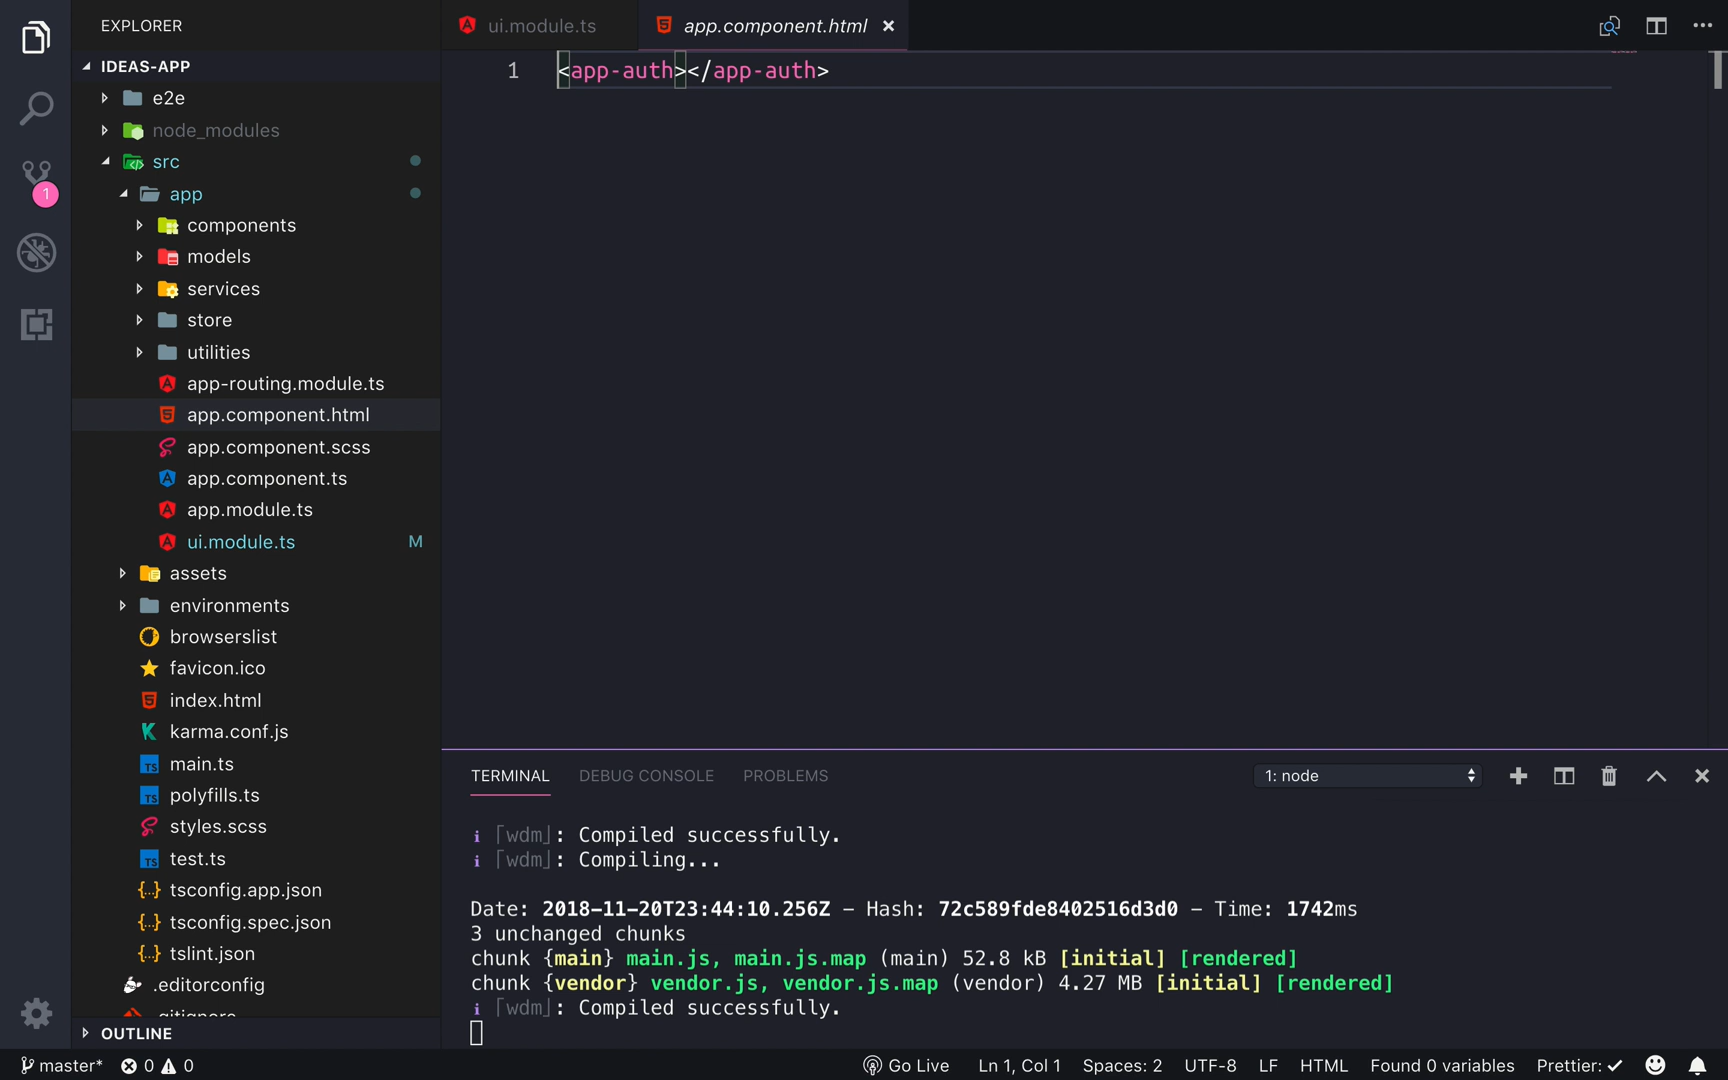 EXPLORER
IDEAS-APP
e2e
node_modules
src
app
components
models
services
store
utilities
app-routing.module.ts
app.component.html
app.component.scss
app.component.ts
app.module.ts
ui.module.ts M
assets
environments
browserslist
favicon.ico
index.html
karma.conf.js
main.ts
polyfills.ts
styles.scss
test.ts
tsconfig.app.json
tsconfig.spec.json
tslint.json
.editorconfig
.gitignore
OUTLINE
1
ui.module.ts
app.component.html
1 <app-auth></app-auth>
TERMINAL DEBUG CONSOLE PROBLEMS 1: node
i ｢wdm｣: Compiled successfully.
i ｢wdm｣: Compiling...
Date: 2018-11-20T23:44:10.256Z - Hash: 72c589fde8402516d3d0 - Time: 1742ms
3 unchanged chunks
chunk {main} main.js, main.js.map (main) 52.8 kB [initial] [rendered]
chunk {vendor} vendor.js, vendor.js.map (vendor) 4.27 MB [initial] [rendered]
i ｢wdm｣: Compiled successfully.
master* 0 0 Go Live Ln 1, Col 1 Spaces: 2 UTF-8 LF HTML Found 0 variables Prettier: ✓